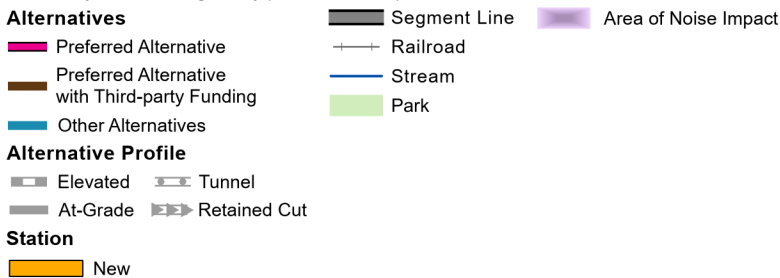 Alternatives
Preferred Alternative
Preferred Alternative
with Third-party Funding
Other Alternatives
Alternative Profile
Elevated
Tunnel
At-Grade
Retained Cut
Station
New
Segment Line
Railroad
Stream
Park
Area of Noise Impact